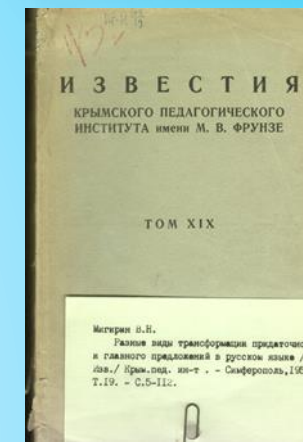 ИЗВЕСТИЯ
КРЫМСКОГО ПЕДАГОГИЧЕСКОГО
ИНСТИТУТА имени М. В. ФРУНЗЕ
ТОМ XIX
Мигирин В.Н.
Разные виды трансформации придаточно
и главного предложений в русском языке /
Изв./ Крым.пед. ин-т . - Симферополь,195
Т.19. - С.5-112.